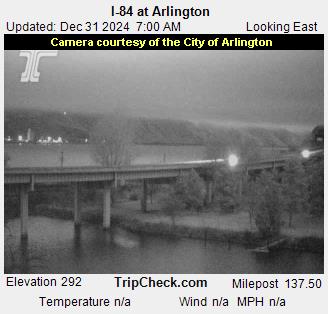 I-84 at Arlington
Updated: Dec 31 2024 7:00 AM Looking East
Camera courtesy of the City of Arlington
Elevation 292 TripCheck.com Milepost 137.50
Temperature n/a Wind n/a MPH n/a